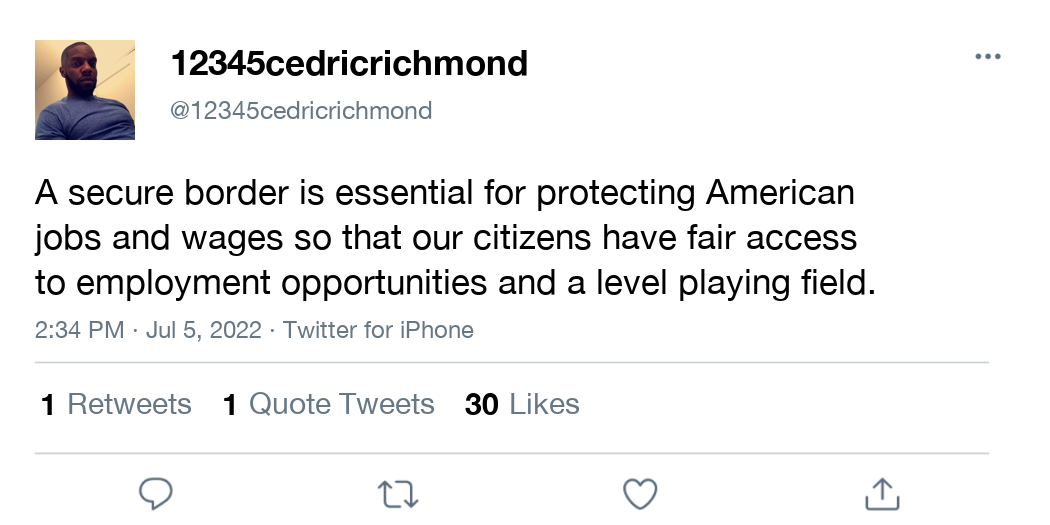 12345cedricrichmond
@12345cedricrichmond
A secure border is essential for protecting American
jobs and wages so that our citizens have fair access
to employment opportunities and a level playing field.
2:34 PM · Jul 5, 2022 · Twitter for iPhone
1 Retweets 1 Quote Tweets 30 Likes